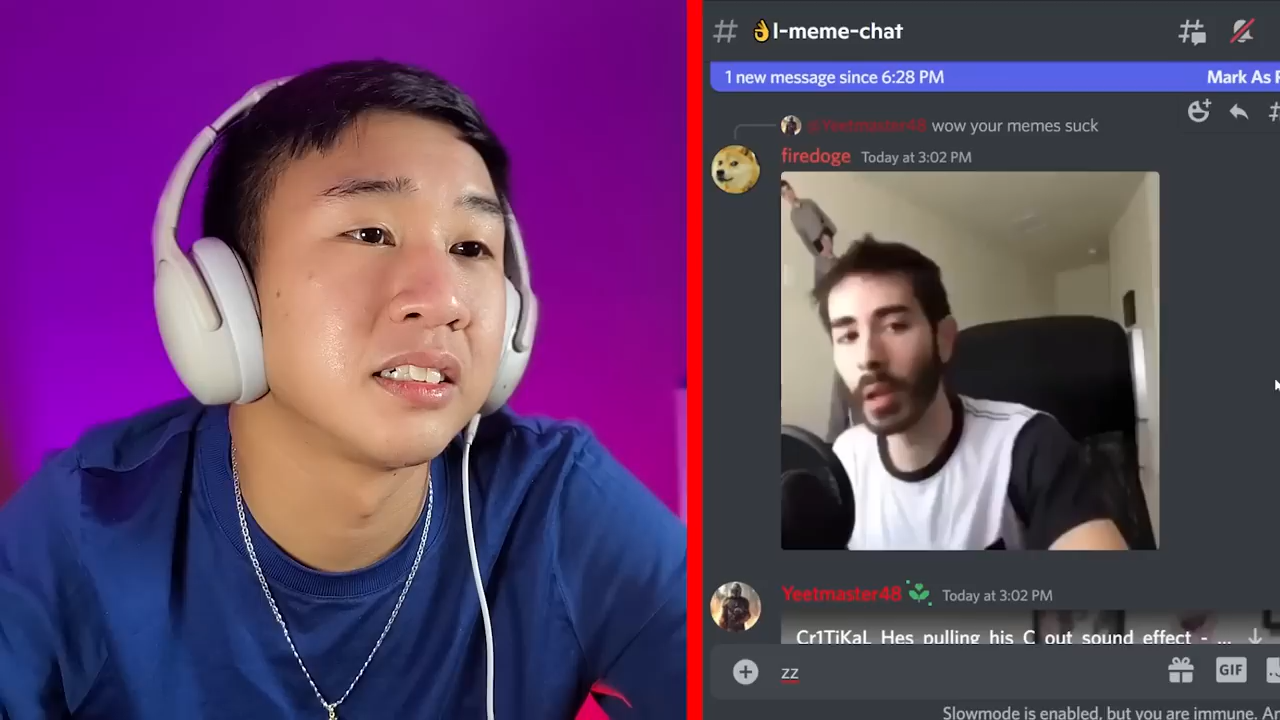 👌l-meme-chat
1 new message since 6:28 PM
Mark As
@Yeetmaster48 wow your memes suck
firedoge Today at 3:02 PM
Yeetmaster48 Today at 3:02 PM
Cr1TiKaL Hes pulling his C out sound effect - ...
zz
GIF
Slowmode is enabled, but you are immune.